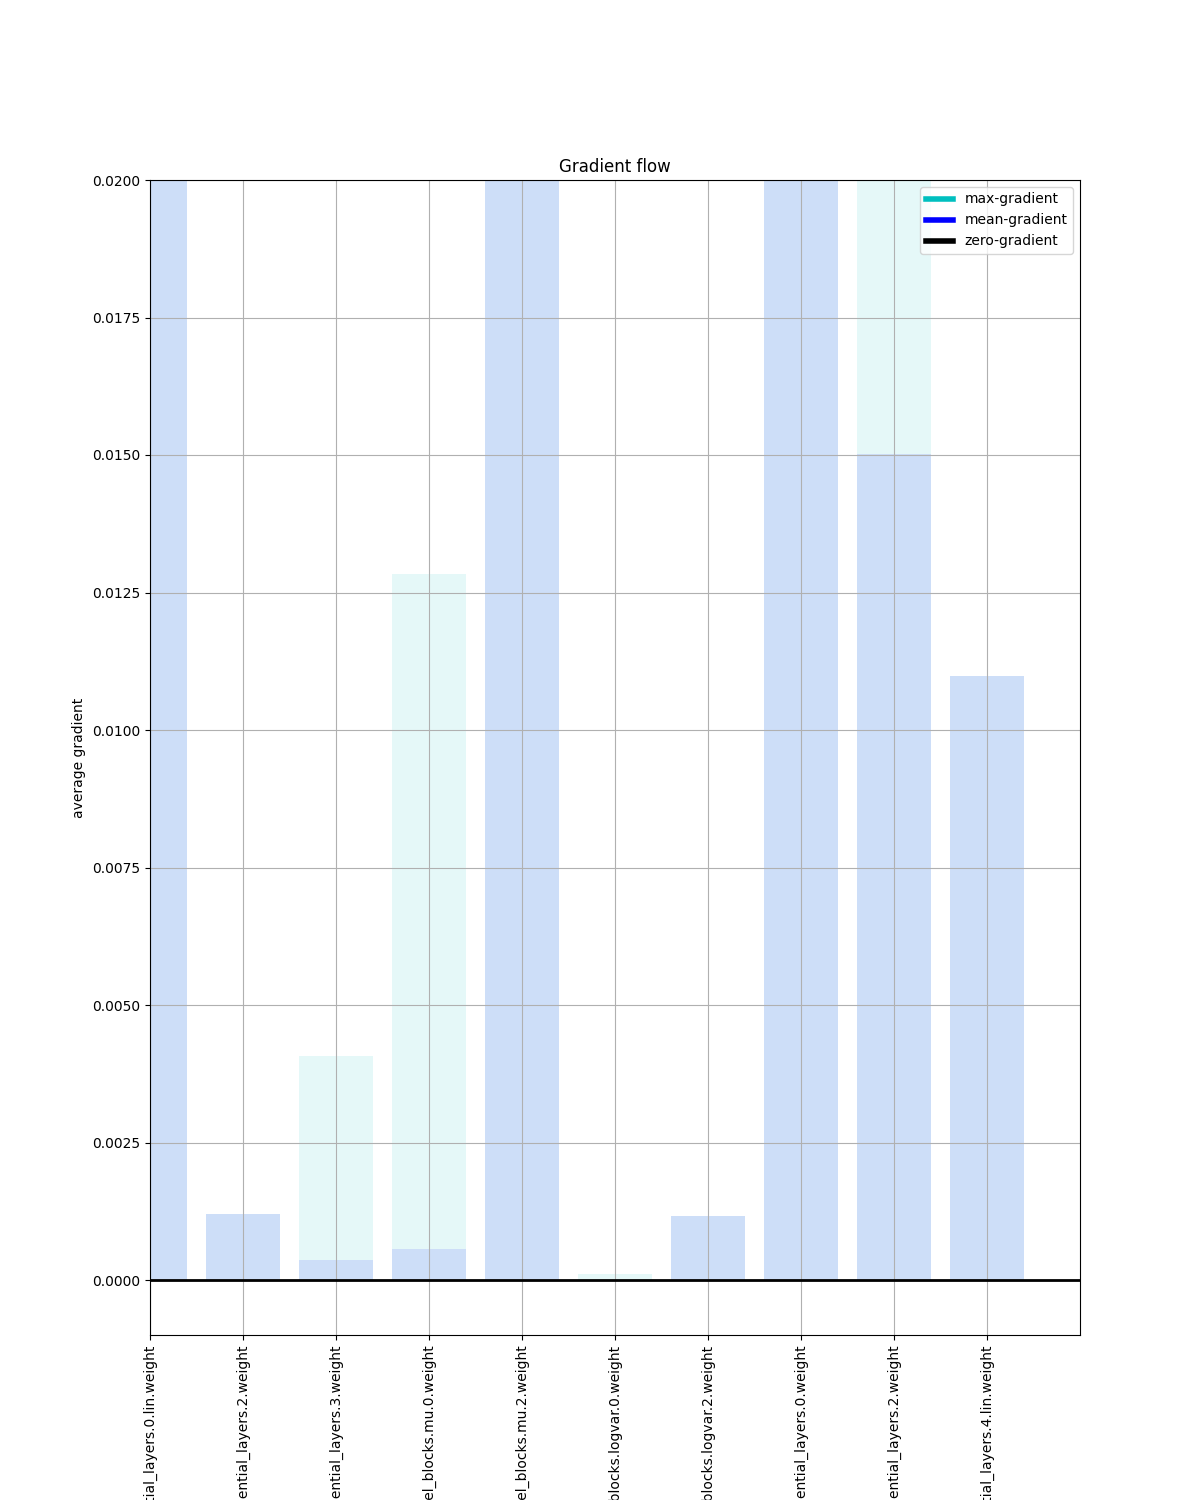 Gradient flow
max-gradient
mean-gradient
zero-gradient
average gradient
0.0200
0.0175
0.0150
0.0125
0.0100
0.0075
0.0050
0.0025
0.0000
tial_layers.0.lin.weight
ential_layers.2.weight
ential_layers.3.weight
el_blocks.mu.0.weight
el_blocks.mu.2.weight
blocks.logvar.0.weight
blocks.logvar.2.weight
ential_layers.0.weight
ential_layers.2.weight
tial_layers.4.lin.weight